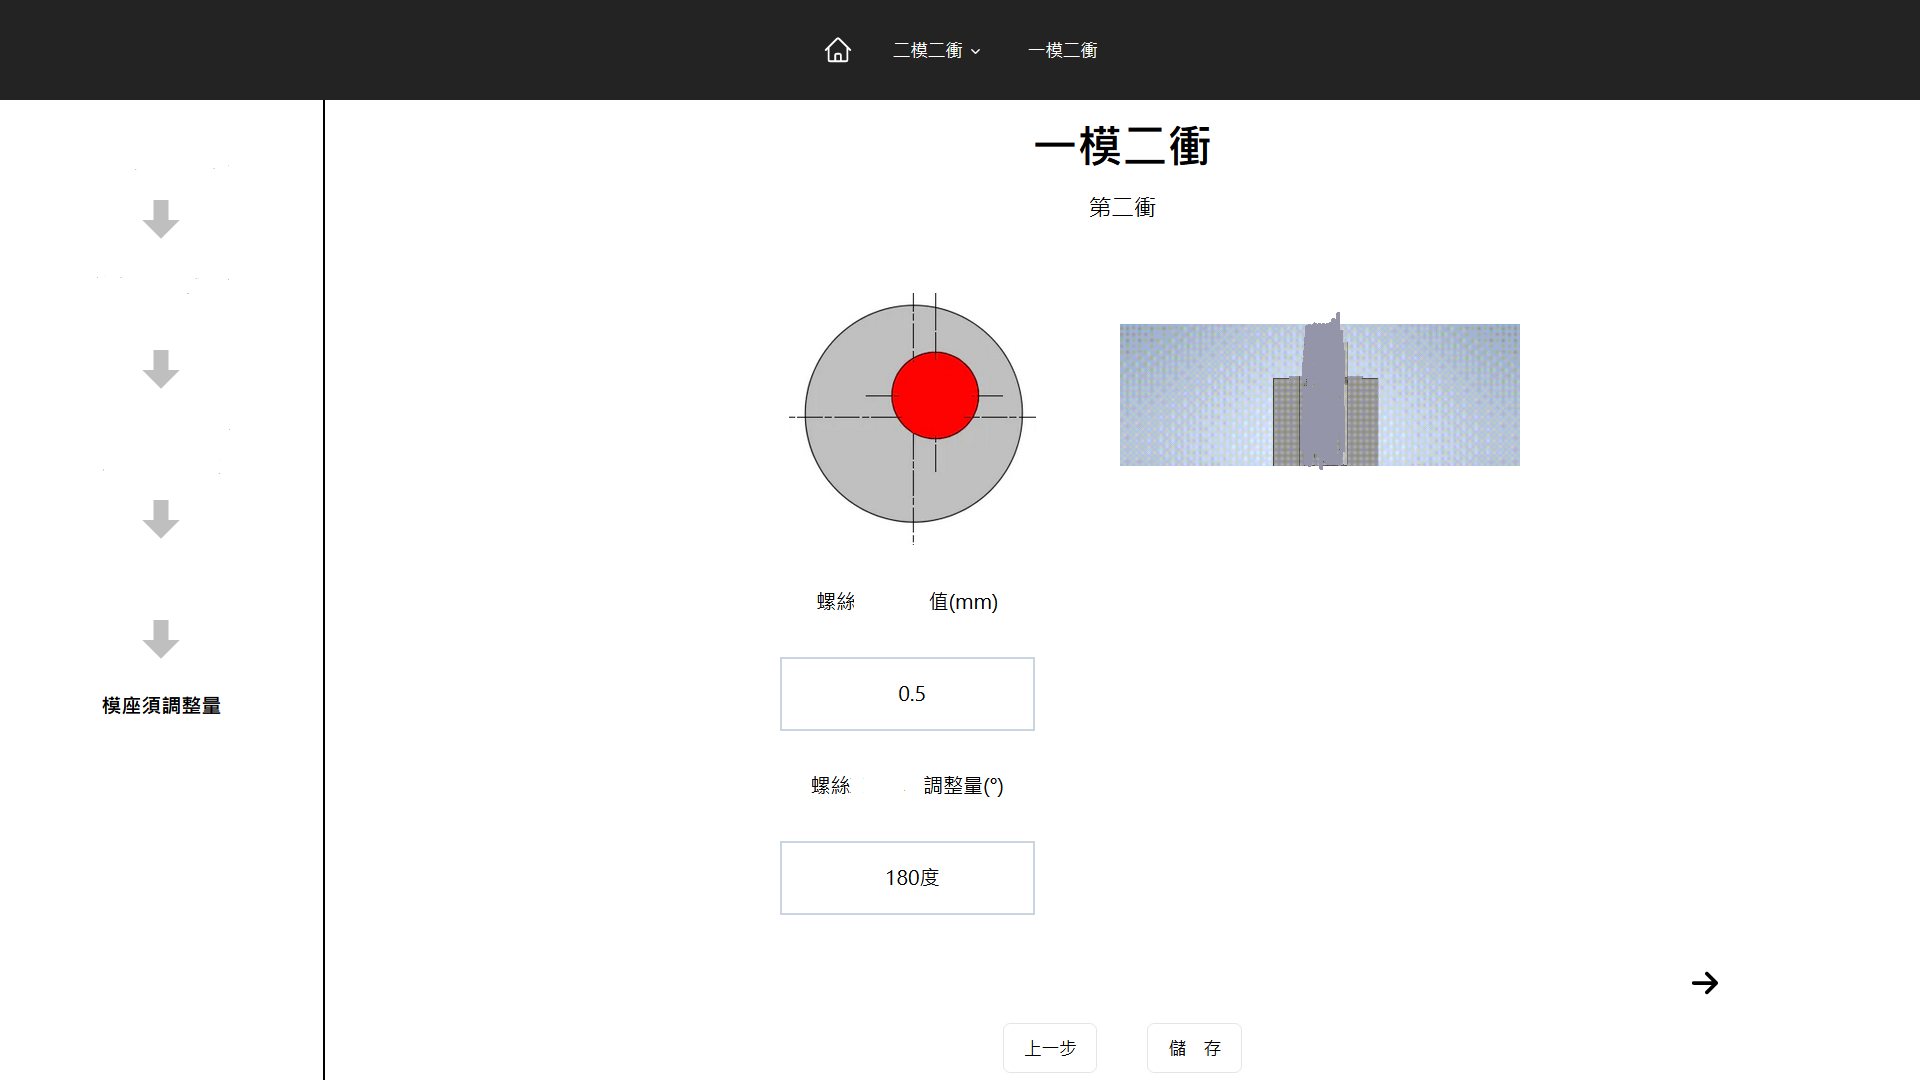 二模二衝 一模二衝
一模二衝
第二衝
螺絲 值(mm)
0.5
螺絲 調整量(°)
180度
模座須調整量
上一步 儲 存